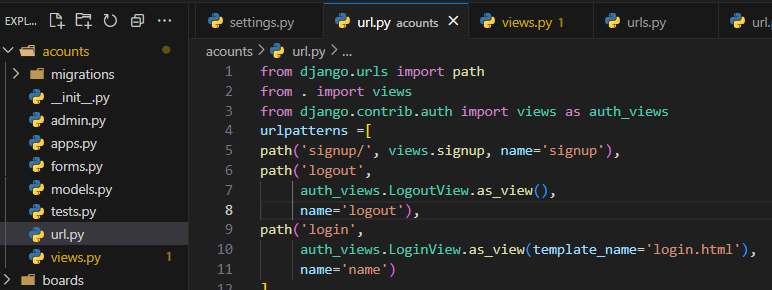 EXPL...
settings.py
url.py acounts
views.py 1
urls.py
url.
acounts
migrations
__init__.py
admin.py
apps.py
forms.py
models.py
tests.py
url.py
views.py 1
boards
acounts > url.py > ...
1 from django.urls import path
2 from . import views
3 from django.contrib.auth import views as auth_views
4 urlpatterns =[
5 path('signup/', views.signup, name='signup'),
6 path('logout',
7 auth_views.LogoutView.as_view(),
8 name='logout'),
9 path('login',
10 auth_views.LoginView.as_view(template_name='login.html'),
11 name='name')
12 ]